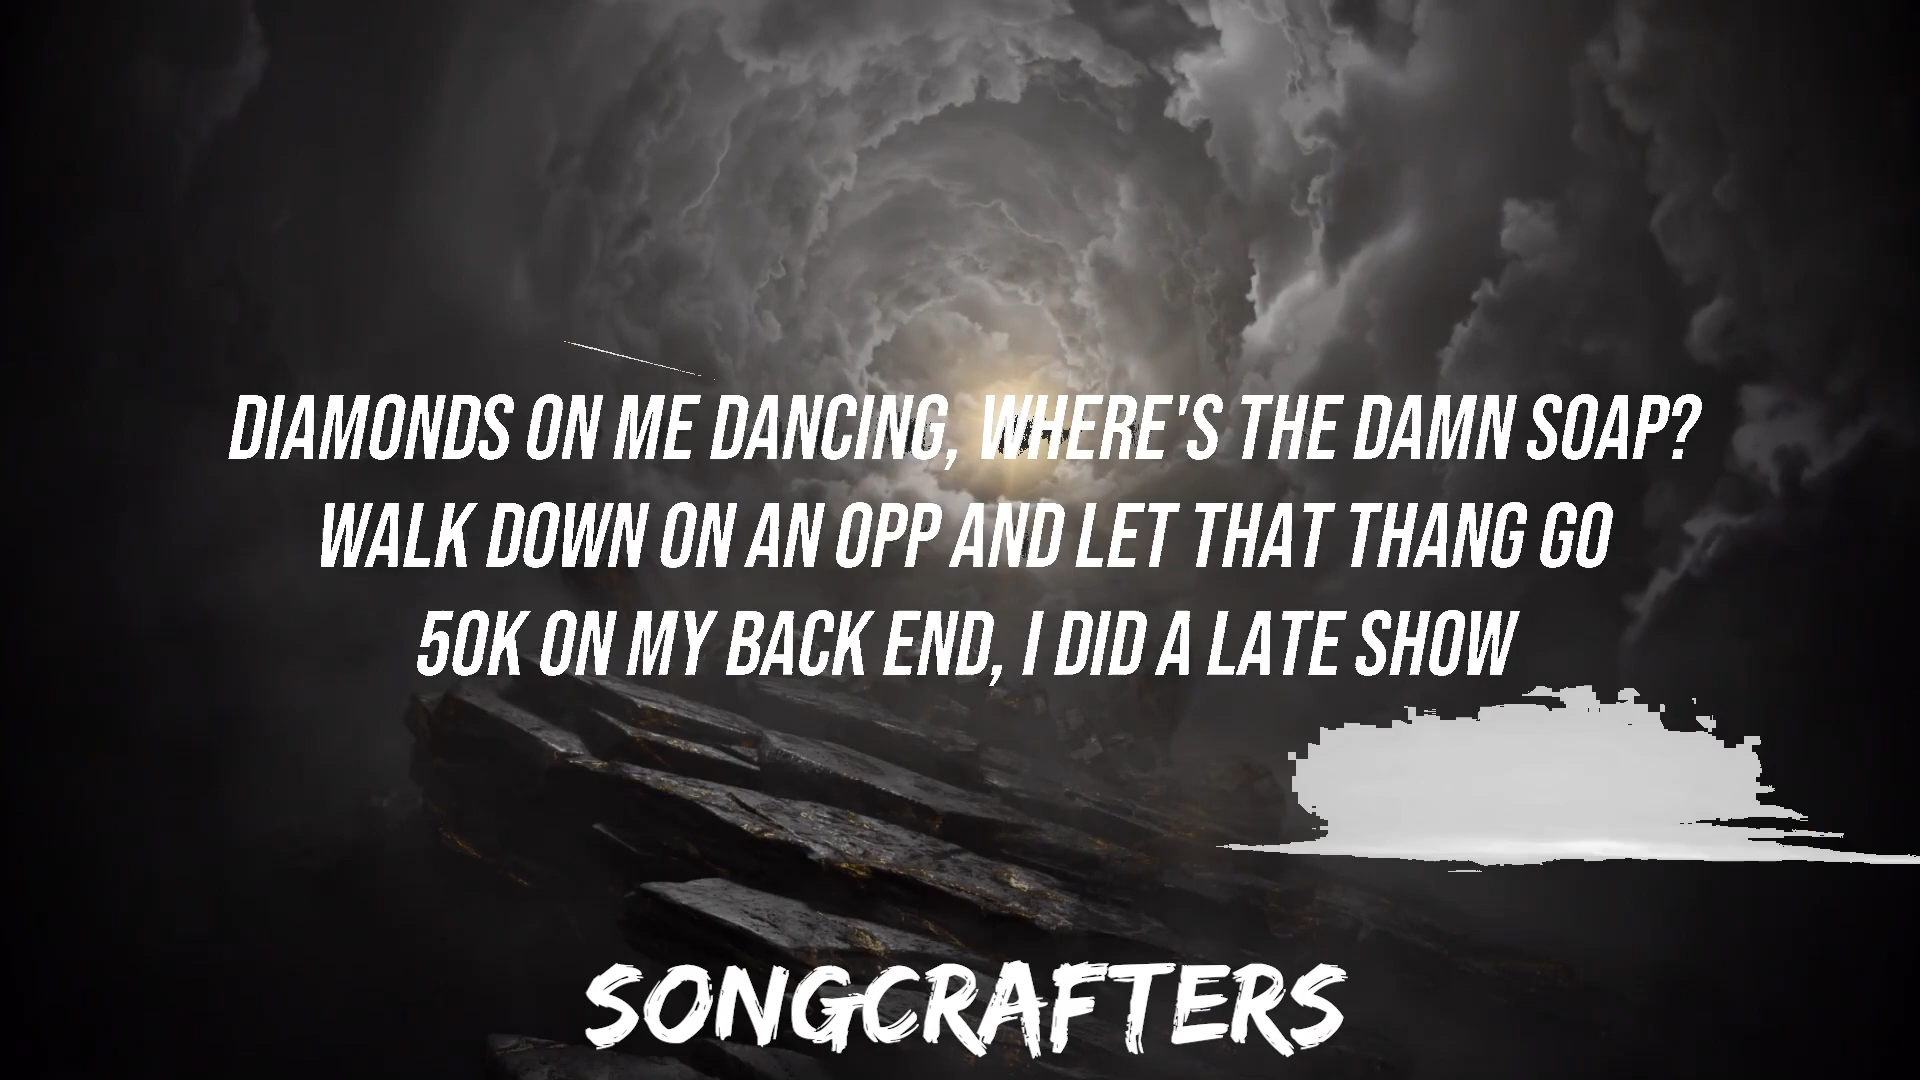 DIAMONDS ON ME DANCING, WHERE'S THE DAMN SOAP?
WALK DOWN ON AN OPP AND LET THAT THANG GO
50K ON MY BACK END, I DID A LATE SHOW
SONGCRAFTERS